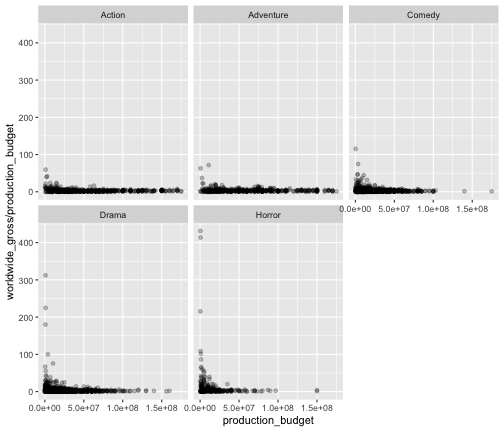 Action Adventure Comedy
400
300
200
100
0
0.0e+00 5.0e+07 1.0e+08 1.5e+08
Drama Horror
400
300
200
100
0
0.0e+00 5.0e+07 1.0e+08 1.5e+08 0.0e+00 5.0e+07 1.0e+08 1.5e+08
production_budget
worldwide_gross/production_budget